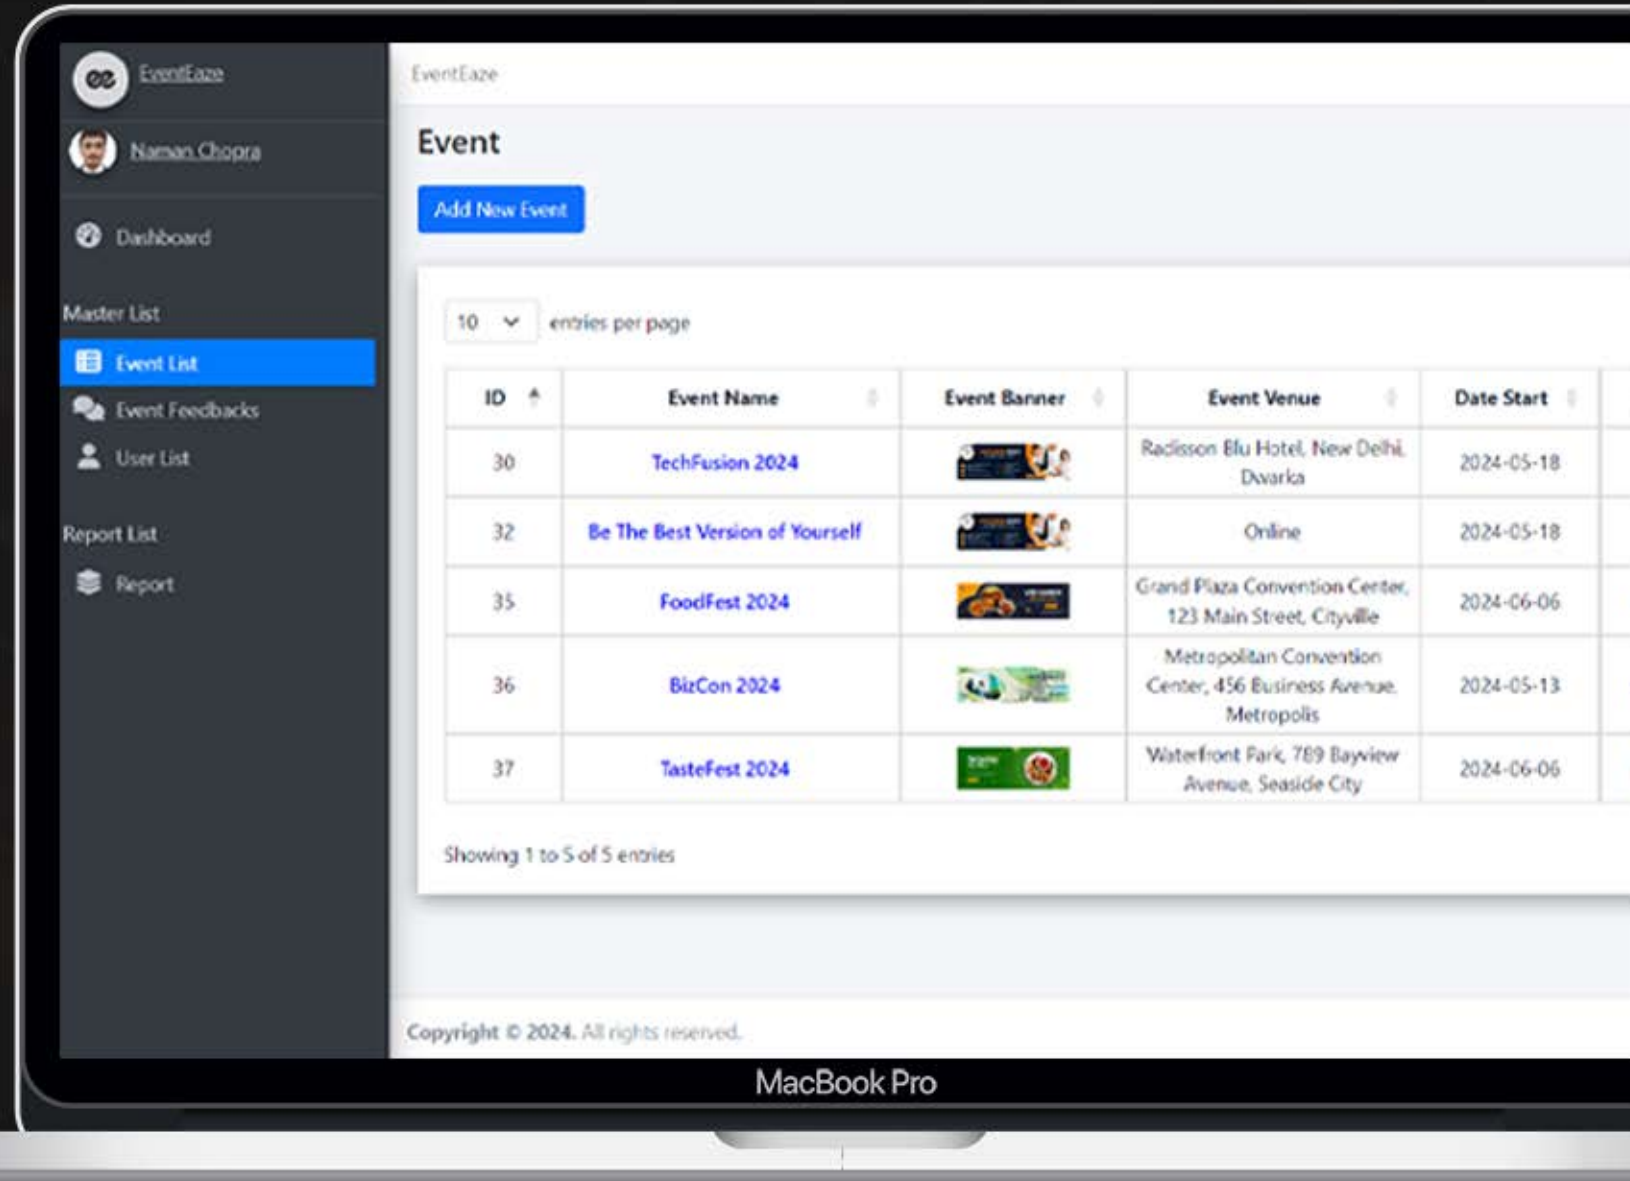 EventEaze
Naman Chopra
Dashboard
Master List
Event List
Event Feedbacks
User List
Report List
Report
EventEaze
Event
Add New Event
10 entries per page
ID Event Name Event Banner Event Venue Date Start
30 TechFusion 2024 Radisson Blu Hotel, New Delhi, 2024-05-18
Dwarka
32 Be The Best Version of Yourself Online 2024-05-18
35 FoodFest 2024 Grand Plaza Convention Center, 2024-06-06
123 Main Street, Cityville
Metropolitan Convention
36 BizCon 2024 Center, 456 Business Avenue, 2024-05-13
Metropolis
37 TasteFest 2024 Waterfront Park, 789 Bayview 2024-06-06
Avenue, Seaside City
Showing 1 to 5 of 5 entries
Copyright © 2024. All rights reserved.
MacBook Pro